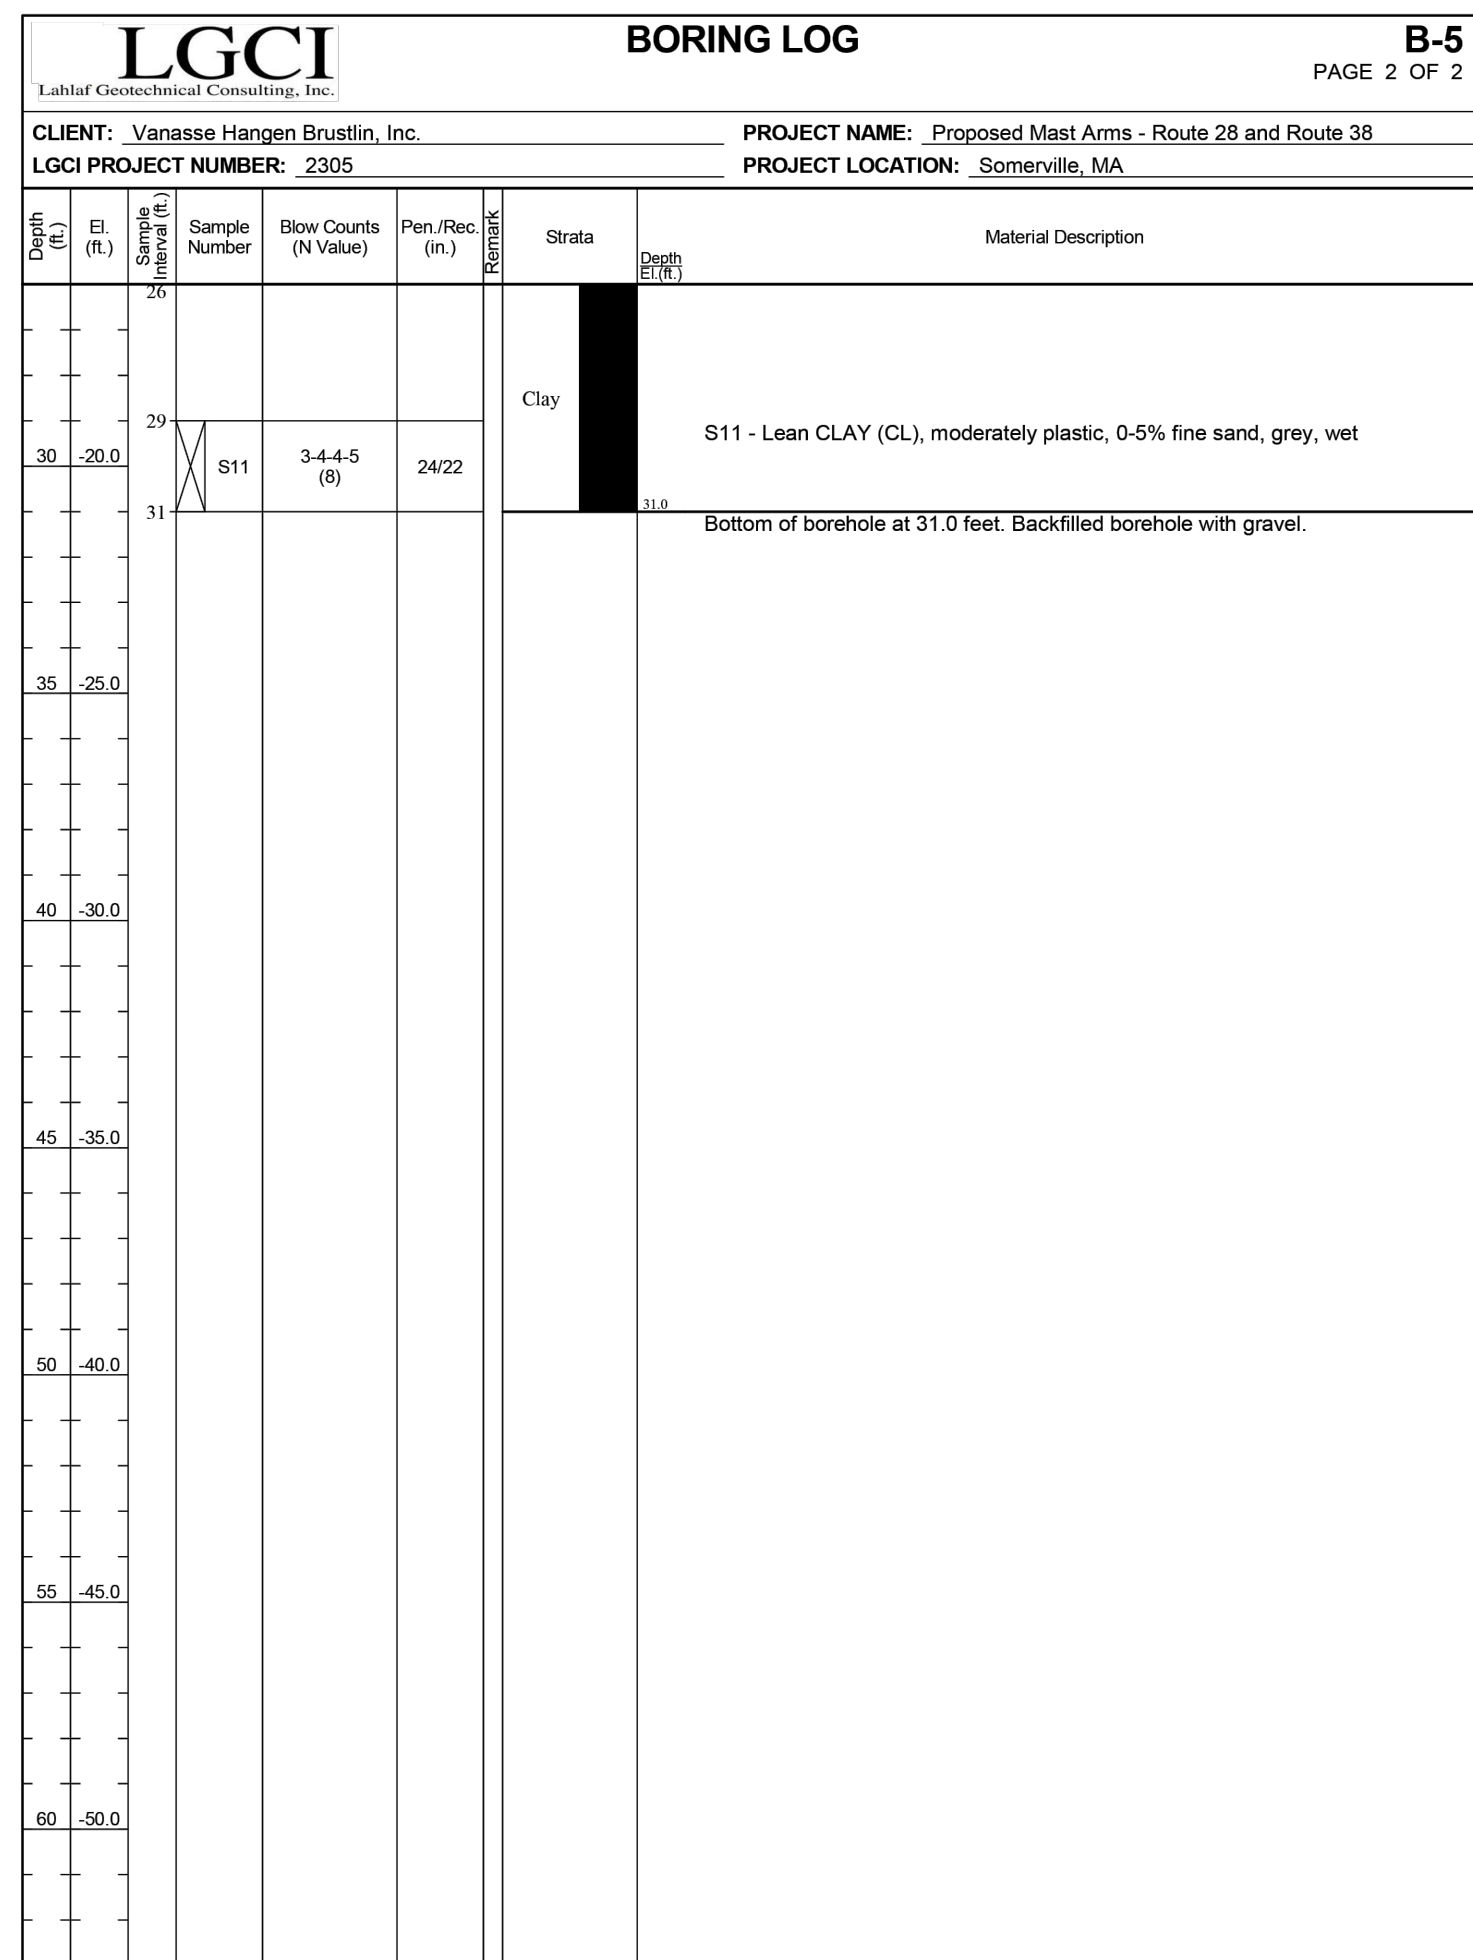 LGCI
Lahlaf Geotechnical Consulting, Inc.
BORING LOG
B-5
PAGE 2 OF 2
CLIENT: Vanasse Hangen Brustlin, Inc.
PROJECT NAME: Proposed Mast Arms - Route 28 and Route 38
LGCI PROJECT NUMBER: 2305
PROJECT LOCATION: Somerville, MA
Depth
(ft.)
El.
(ft.)
Sample
Interval (ft.)
Sample
Number
Blow Counts
(N Value)
Pen./Rec.
(in.)
Remark
Strata
Depth
El.(ft.)
Material Description
26
Clay
29
S11 - Lean CLAY (CL), moderately plastic, 0-5% fine sand, grey, wet
30 -20.0
S11
3-4-4-5
(8)
24/22
31
31.0
Bottom of borehole at 31.0 feet. Backfilled borehole with gravel.
35 -25.0
40 -30.0
45 -35.0
50 -40.0
55 -45.0
60 -50.0